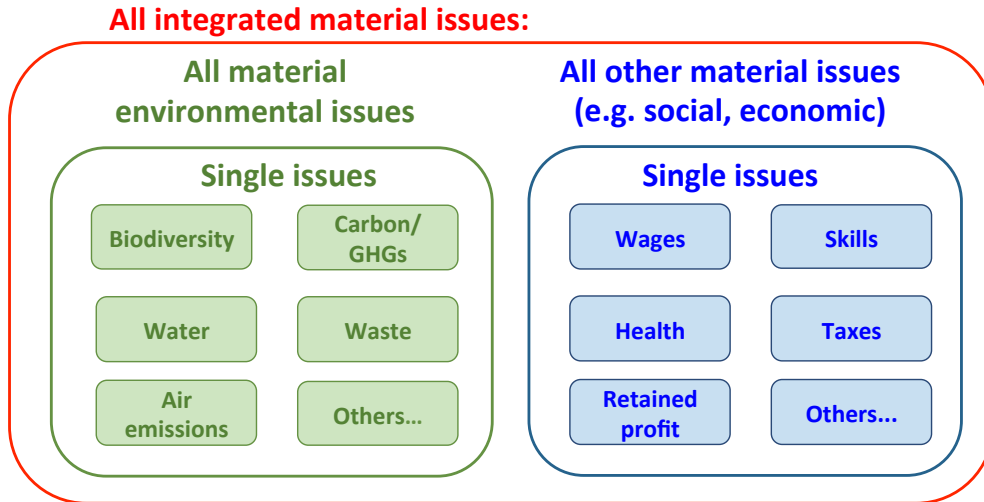 All integrated material issues:
All material
environmental issues
Single issues
Biodiversity
Carbon/
GHGs
Water
Waste
Air
emissions
Others…
All other material issues
(e.g. social, economic)
Single issues
Wages
Skills
Health
Taxes
Retained
profit
Others...